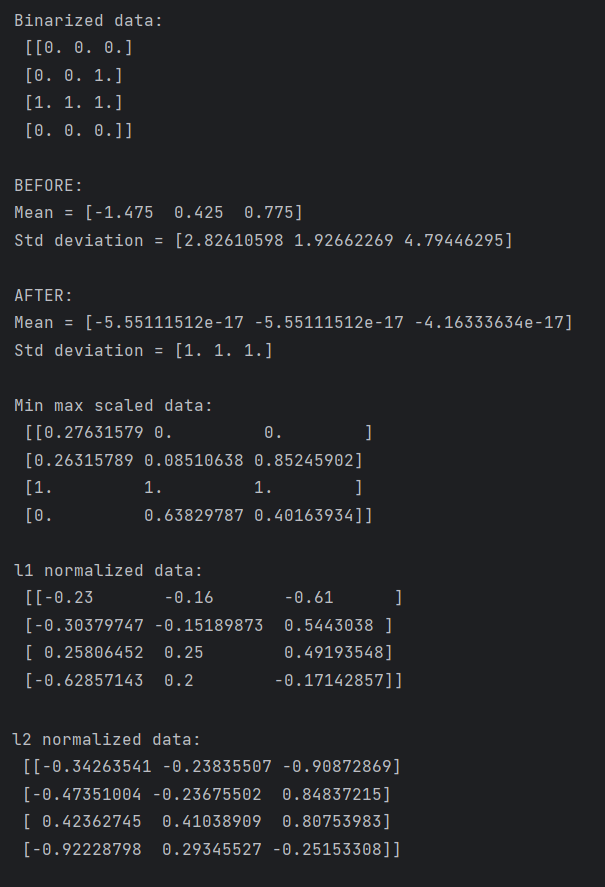 Binarized data:
[[0. 0. 0.]
[0. 0. 1.]
[1. 1. 1.]
[0. 0. 0.]]
BEFORE:
Mean = [-1.475  0.425  0.775]
Std deviation = [2.82610598 1.92662269 4.79446295]
AFTER:
Mean = [-5.55111512e-17 -5.55111512e-17 -4.16333634e-17]
Std deviation = [1. 1. 1.]
Min max scaled data:
[[0.27631579 0.         0.        ]
[0.26315789 0.08510638 0.85245902]
[1.         1.         1.        ]
[0.         0.63829787 0.40163934]]
l1 normalized data:
[[-0.23       -0.16       -0.61      ]
[-0.30379747 -0.15189873  0.5443038 ]
[ 0.25806452  0.25        0.49193548]
[-0.62857143  0.2        -0.17142857]]
l2 normalized data:
[[-0.34263541 -0.23835507 -0.90872869]
[-0.47351004 -0.23675502  0.84837215]
[ 0.42362745  0.41038909  0.80753983]
[-0.92228798  0.29345527 -0.25153308]]